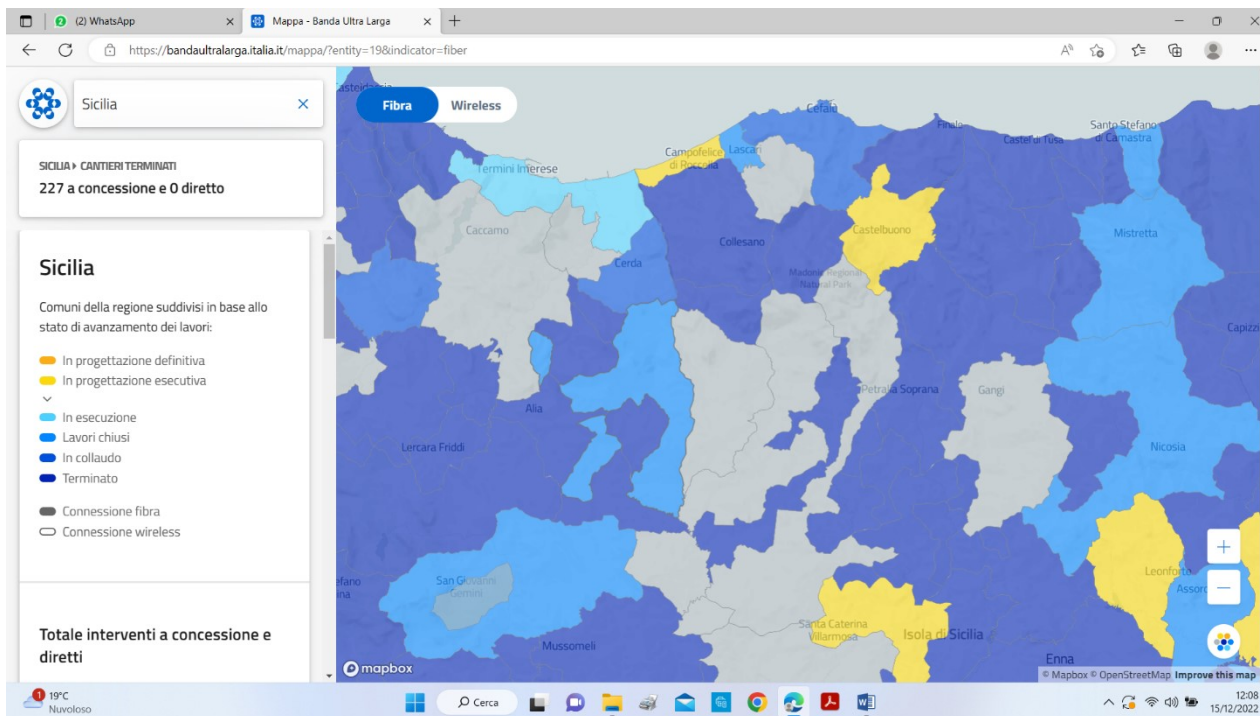 (2) WhatsApp
Mappa - Banda Ultra Larga
https://bandaultralarga.italia.it/mappa/?entity=19&indicator=fiber
Sicilia
SICILIA ▸ CANTIERI TERMINATI
227 a concessione e 0 diretto
Sicilia
Comuni della regione suddivisi in base allo
stato di avanzamento dei lavori:
In progettazione definitiva
In progettazione esecutiva
In esecuzione
Lavori chiusi
In collaudo
Terminato
Connessione fibra
Connessione wireless
Totale interventi a concessione e
diretti
Fibra
Wireless
Cefalù
Finale
Castel di Tusa
Santo Stefano
di Camastra
Campofelice
di Roccella
Lascari
Termini Imerese
Caccamo
Collesano
Castelbuono
Mistretta
Cerda
Madonie Regional
Natural Park
Capizzi
Petralia Soprana
Gangi
Alia
Lercara Friddi
Nicosia
San Giovanni
Gemini
Leonforte
Mussomeli
Santa Caterina
Villarmosa
Isola di Sicilia
Enna
mapbox
© Mapbox © OpenStreetMap Improve this map
1
19°C
Nuvoloso
Cerca
12:08
15/12/2022